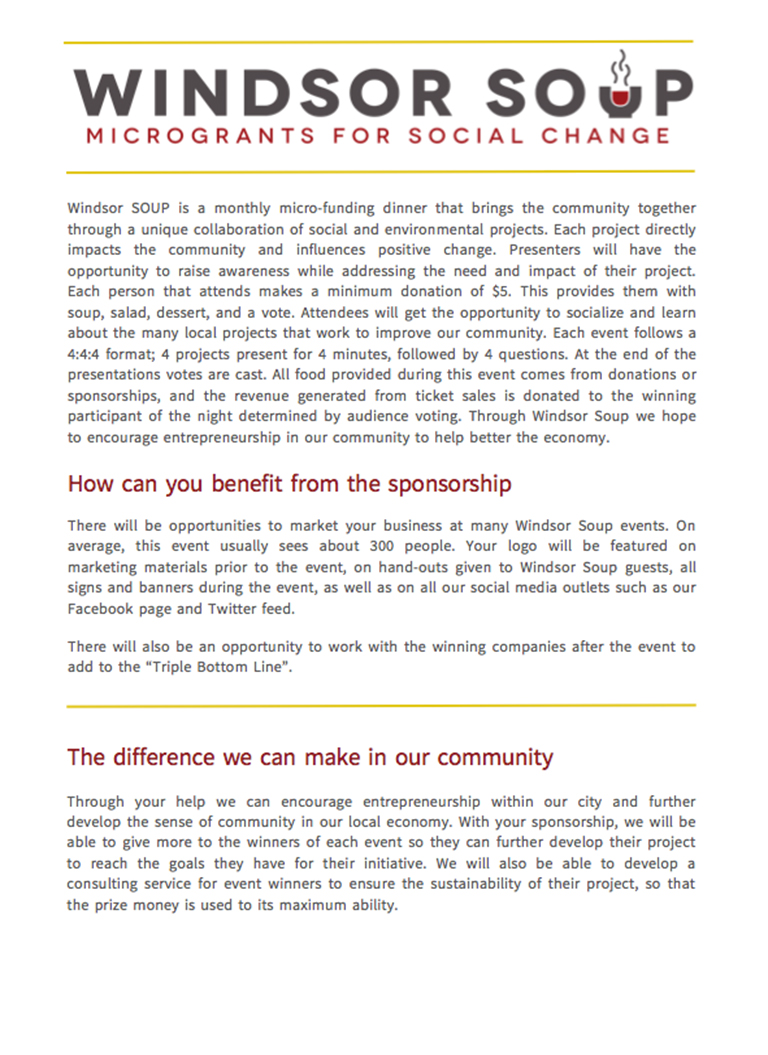 WINDSOR SOUP
MICROGRANTS FOR SOCIAL CHANGE
Windsor SOUP is a monthly micro-funding dinner that brings the community together
through a unique collaboration of social and environmental projects. Each project directly
impacts the community and influences positive change. Presenters will have the
opportunity to raise awareness while addressing the need and impact of their project.
Each person that attends makes a minimum donation of $5. This provides them with
soup, salad, dessert, and a vote. Attendees will get the opportunity to socialize and learn
about the many local projects that work to improve our community. Each event follows a
4:4:4 format; 4 projects present for 4 minutes, followed by 4 questions. At the end of the
presentations votes are cast. All food provided during this event comes from donations or
sponsorships, and the revenue generated from ticket sales is donated to the winning
participant of the night determined by audience voting. Through Windsor Soup we hope
to encourage entrepreneurship in our community to help better the economy.
How can you benefit from the sponsorship
There will be opportunities to market your business at many Windsor Soup events. On
average, this event usually sees about 300 people. Your logo will be featured on
marketing materials prior to the event, on hand-outs given to Windsor Soup guests, all
signs and banners during the event, as well as on all our social media outlets such as our
Facebook page and Twitter feed.
There will also be an opportunity to work with the winning companies after the event to
add to the “Triple Bottom Line”.
The difference we can make in our community
Through your help we can encourage entrepreneurship within our city and further
develop the sense of community in our local economy. With your sponsorship, we will be
able to give more to the winners of each event so they can further develop their project
to reach the goals they have for their initiative. We will also be able to develop a
consulting service for event winners to ensure the sustainability of their project, so that
the prize money is used to its maximum ability.